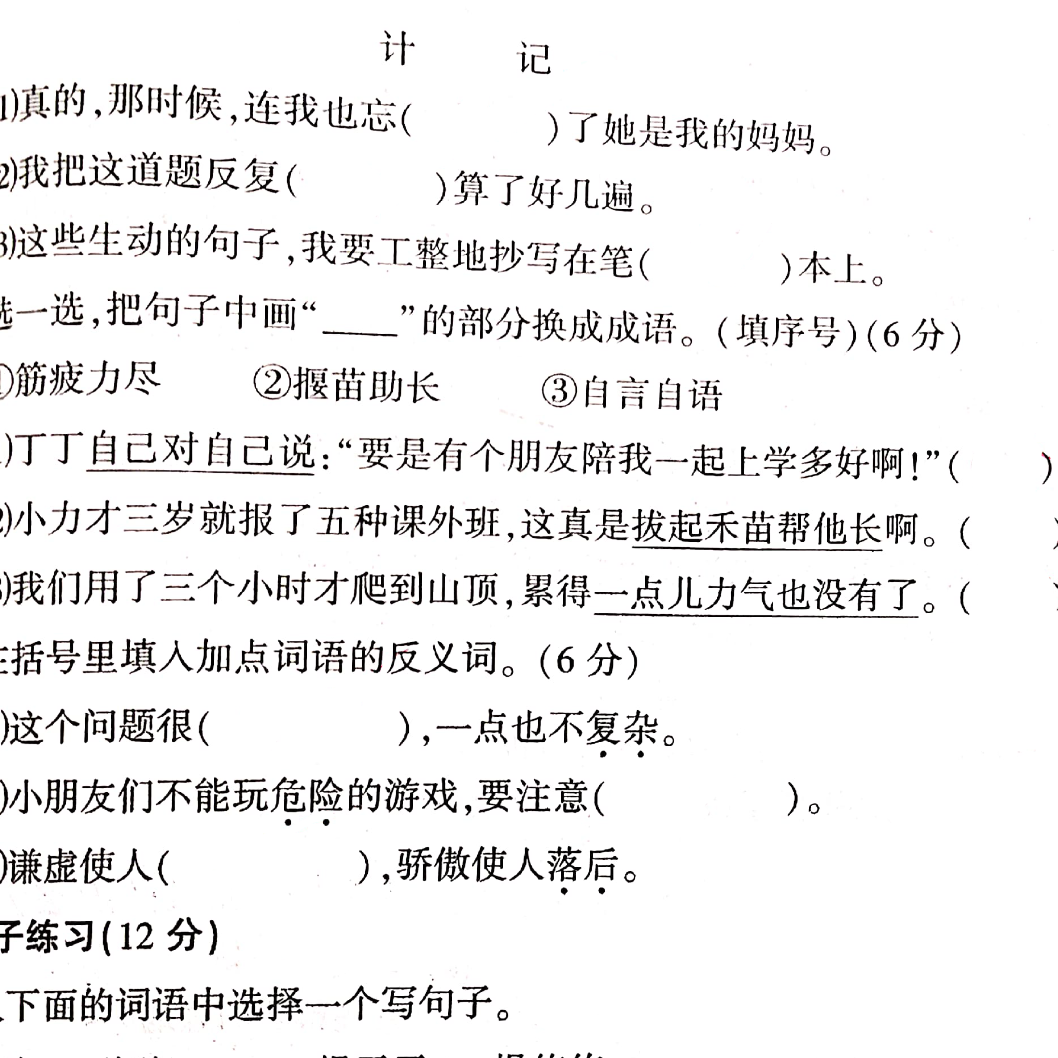 计 记
1)真的,那时候,连我也忘( )了她是我的妈妈。
2)我把这道题反复( )算了好几遍。
3)这些生动的句子,我要工整地抄写在笔( )本上。
选一选,把句子中画“____”的部分换成成语。(填序号)(6 分)
①筋疲力尽 ②揠苗助长 ③自言自语
)丁丁自己对自己说:“要是有个朋友陪我一起上学多好啊!”( )
2)小力才三岁就报了五种课外班,这真是拔起禾苗帮他长啊。( )
3)我们用了三个小时才爬到山顶,累得一点儿力气也没有了。(
在括号里填入加点词语的反义词。(6 分)
)这个问题很( ),一点也不复杂。
)小朋友们不能玩危险的游戏,要注意( )。
)谦虚使人( ),骄傲使人落后。
子练习(12 分)
下面的词语中选择一个写句子。